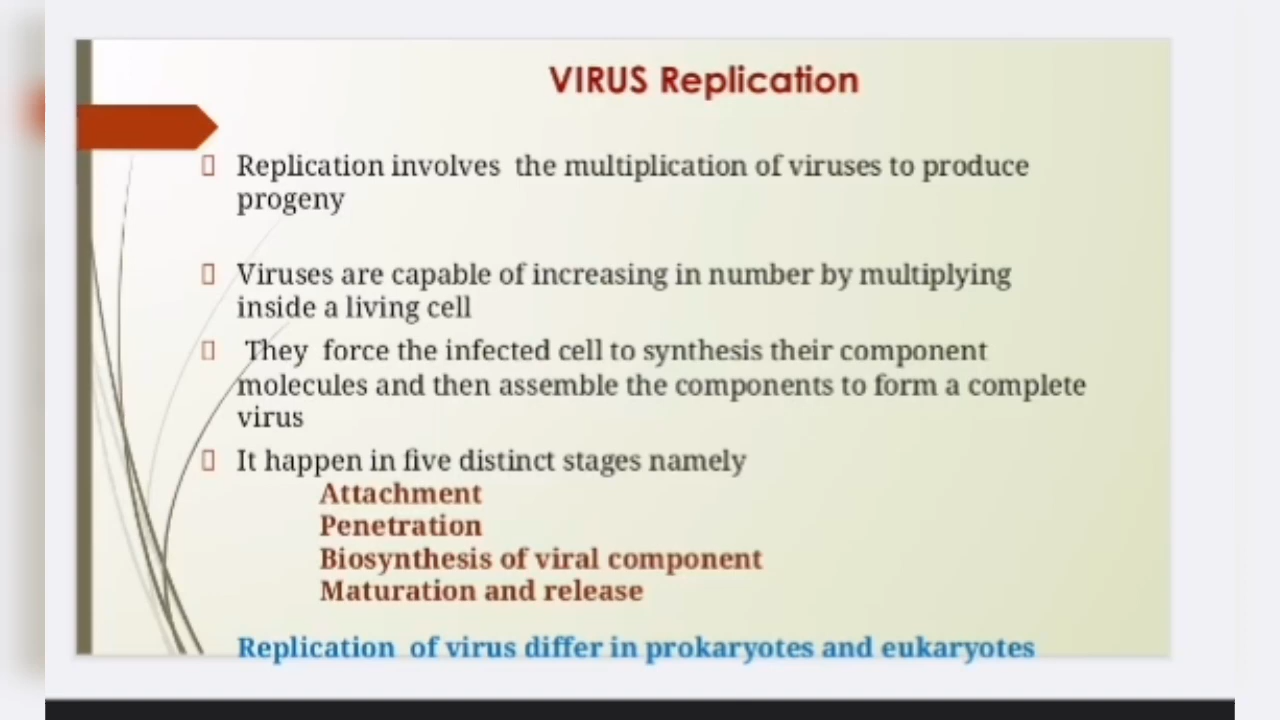 VIRUS Replication
Replication involves the multiplication of viruses to produce
progeny
Viruses are capable of increasing in number by multiplying
inside a living cell
They force the infected cell to synthesis their component
molecules and then assemble the components to form a complete
virus
It happen in five distinct stages namely
Attachment
Penetration
Biosynthesis of viral component
Maturation and release
Replication of virus differ in prokaryotes and eukaryotes